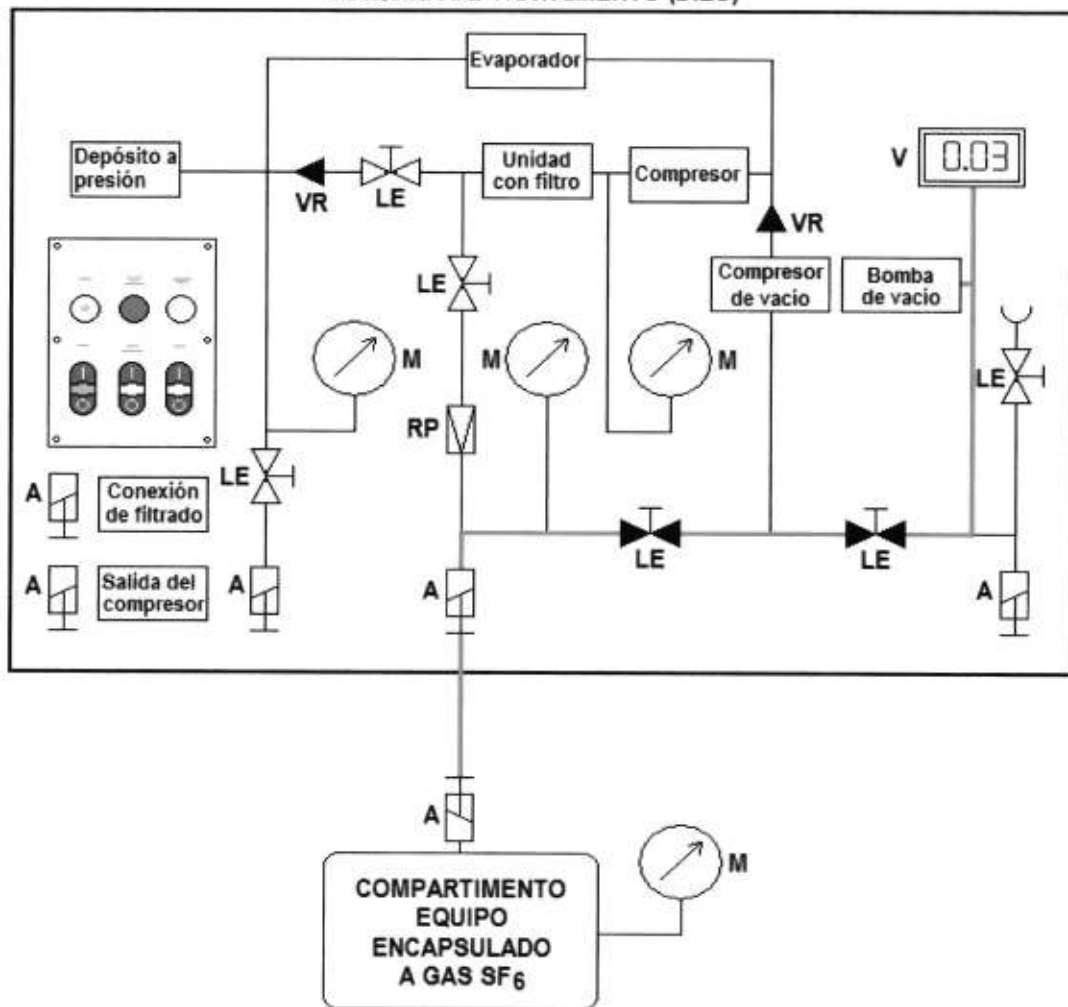 Evaporador
Depósito a
presión
VR
LE
Unidad
con filtro
Compresor
V
0.03
VR
LE
Compresor
de vacio
Bomba
de vacio
M
M
M
LE
RP
LE
A
Conexión
de filtrado
LE
LE
A
Salida del
compresor
A
A
A
A
COMPARTIMENTO
EQUIPO
ENCAPSULADO
A GAS SF6
M